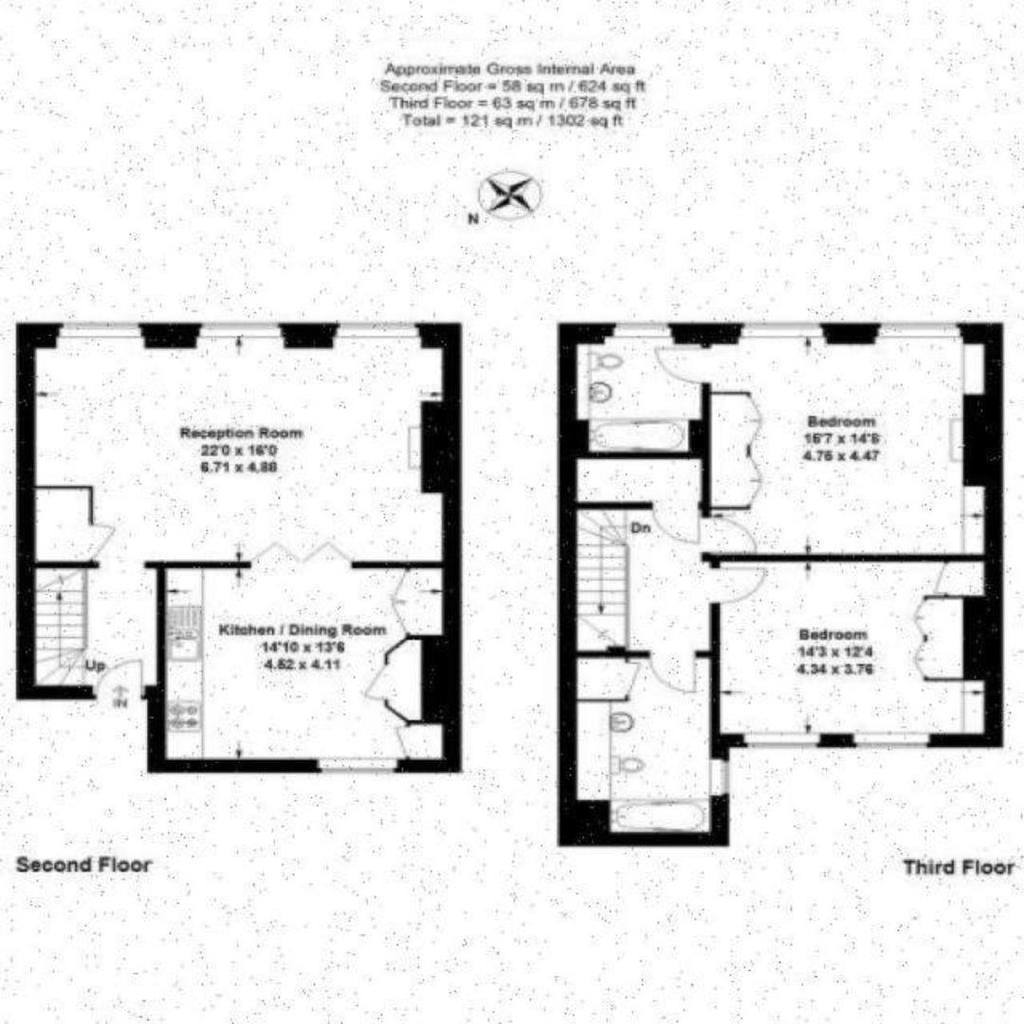 Approximate Gross Internal Area
Second Floor = 58 sq m / 624 sq ft
Third Floor = 63 sq m / 678 sq ft
Total = 121 sq m / 1302 sq ft
N
Reception Room
22'0 x 16'0
6.71 x 4.88
Kitchen / Dining Room
14'10 x 13'6
4.52 x 4.11
Up
IN
Second Floor
Bedroom
15'7 x 14'8
4.75 x 4.47
Dn
Bedroom
14'3 x 12'4
4.34 x 3.76
Third Floor